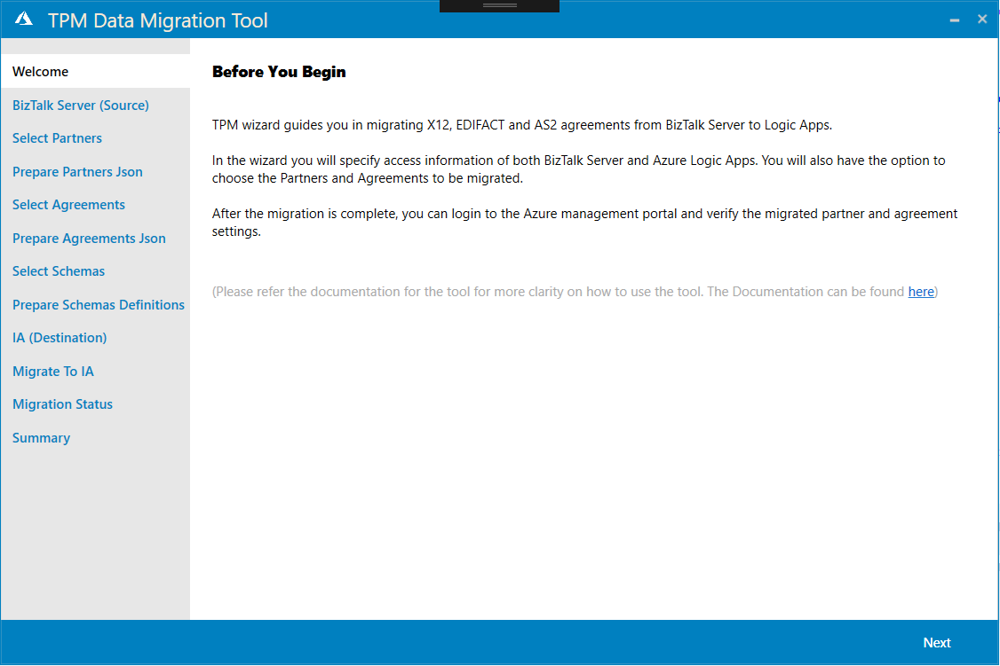 TPM Data Migration Tool
Welcome
BizTalk Server (Source)
Select Partners
Prepare Partners Json
Select Agreements
Prepare Agreements Json
Select Schemas
Prepare Schemas Definitions
IA (Destination)
Migrate To IA
Migration Status
Summary
Before You Begin
TPM wizard guides you in migrating X12, EDIFACT and AS2 agreements from BizTalk Server to Logic Apps.
In the wizard you will specify access information of both BizTalk Server and Azure Logic Apps. You will also have the option to
choose the Partners and Agreements to be migrated.
After the migration is complete, you can login to the Azure management portal and verify the migrated partner and agreement
settings.
(Please refer the documentation for the tool for more clarity on how to use the tool. The Documentation can be found here)
Next